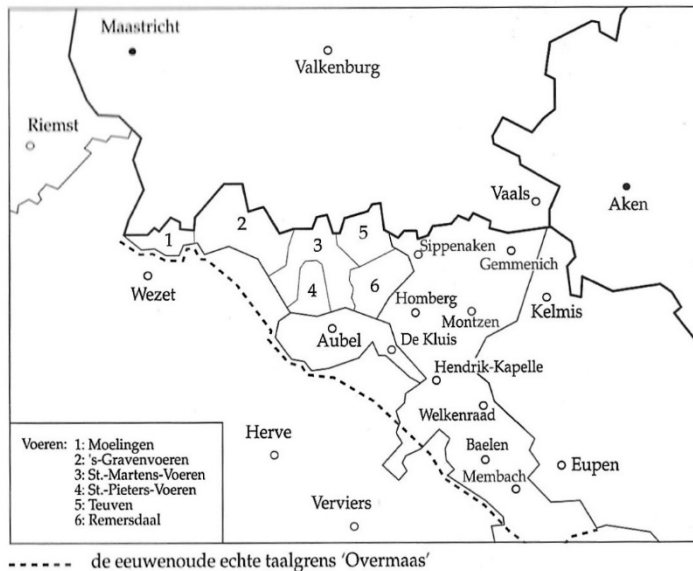 Maastricht
Valkenburg
Riemst
Vaals
Aken
2
1
3
5
Sippenaken
Gemmenich
Wezet
4
6
Homberg
Montzen
Kelmis
Aubel
De Kluis
Hendrik-Kapelle
Welkenraad
Herve
Baelen
Eupen
Membach
Verviers
Voeren: 1: Moelingen
2: 's-Gravenvoeren
3: St.-Martens-Voeren
4: St.-Pieters-Voeren
5: Teuven
6: Remersdaal
de eeuwenoude echte taalgrens 'Overmaas'